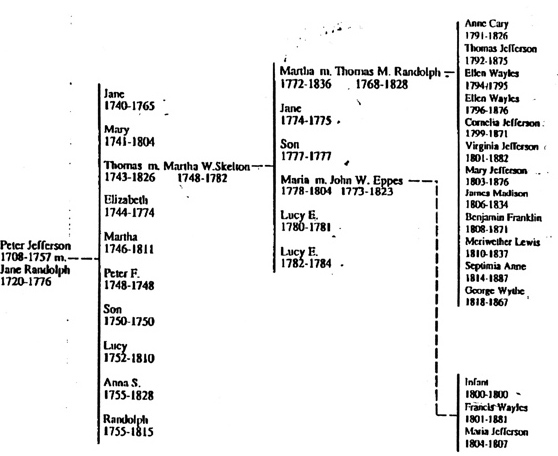 Peter Jefferson
1708-1757 m.
Jane Randolph
1720-1776
Jane
1740-1765
Mary
1741-1804
Thomas m. Martha W.Skelton
1743-1826 1748-1782
Elizabeth
1744-1774
Martha
1746-1811
Peter F.
1748-1748
Son
1750-1750
Lucy
1752-1810
Anna S.
1755-1828
Randolph
1755-1815
Martha m. Thomas M. Randolph
1772-1836 1768-1828
Jane
1774-1775
Son
1777-1777
Maria m. John W. Eppes
1778-1804 1773-1823
Lucy E.
1780-1781
Lucy E.
1782-1784
Anne Cary
1791-1826
Thomas Jefferson
1792-1875
Ellen Wayles
1794-1795
Ellen Wayles
1796-1876
Cornelia Jefferson
1799-1871
Virginia Jefferson
1801-1882
Mary Jefferson
1803-1876
James Madison
1806-1834
Benjamin Franklin
1808-1871
Meriwether Lewis
1810-1837
Septimia Anne
1814-1887
George Wythe
1818-1867
Infant
1800-1800
Francis Wayles
1801-1881
Maria Jefferson
1804-1807